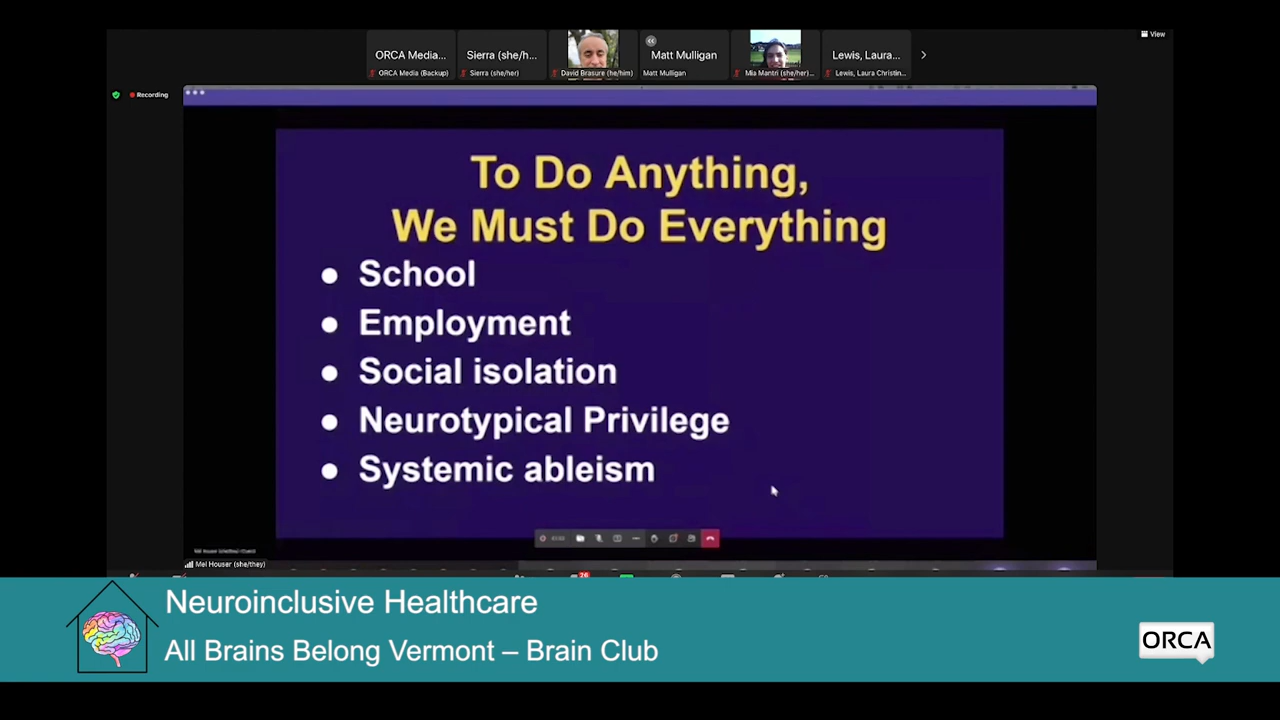 View
ORCA Media...
Sierra (she/h...
Matt Mulligan
Lewis, Laura...
ORCA Media (Backup)
Sierra (she/her)
David Brasure (he/him)
Matt Mulligan
Mia Mantri (she/her)...
Lewis, Laura Christin...
Recording
To Do Anything,
We Must Do Everything
● School
● Employment
● Social isolation
● Neurotypical Privilege
● Systemic ableism
Mel Houser (she/they)
26
Neuroinclusive Healthcare
All Brains Belong Vermont – Brain Club
ORCA